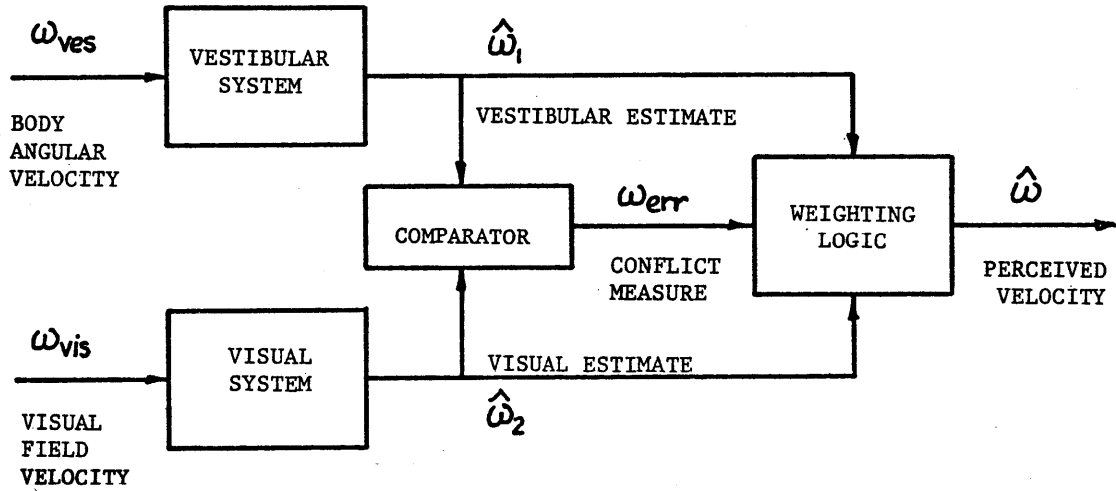 ω_ves
VESTIBULAR
SYSTEM
ω̂₁
BODY
ANGULAR
VELOCITY
VESTIBULAR ESTIMATE
COMPARATOR
ω_err
CONFLICT
MEASURE
WEIGHTING
LOGIC
ω̂
PERCEIVED
VELOCITY
ω_vis
VISUAL
SYSTEM
VISUAL ESTIMATE
ω̂₂
VISUAL
FIELD
VELOCITY